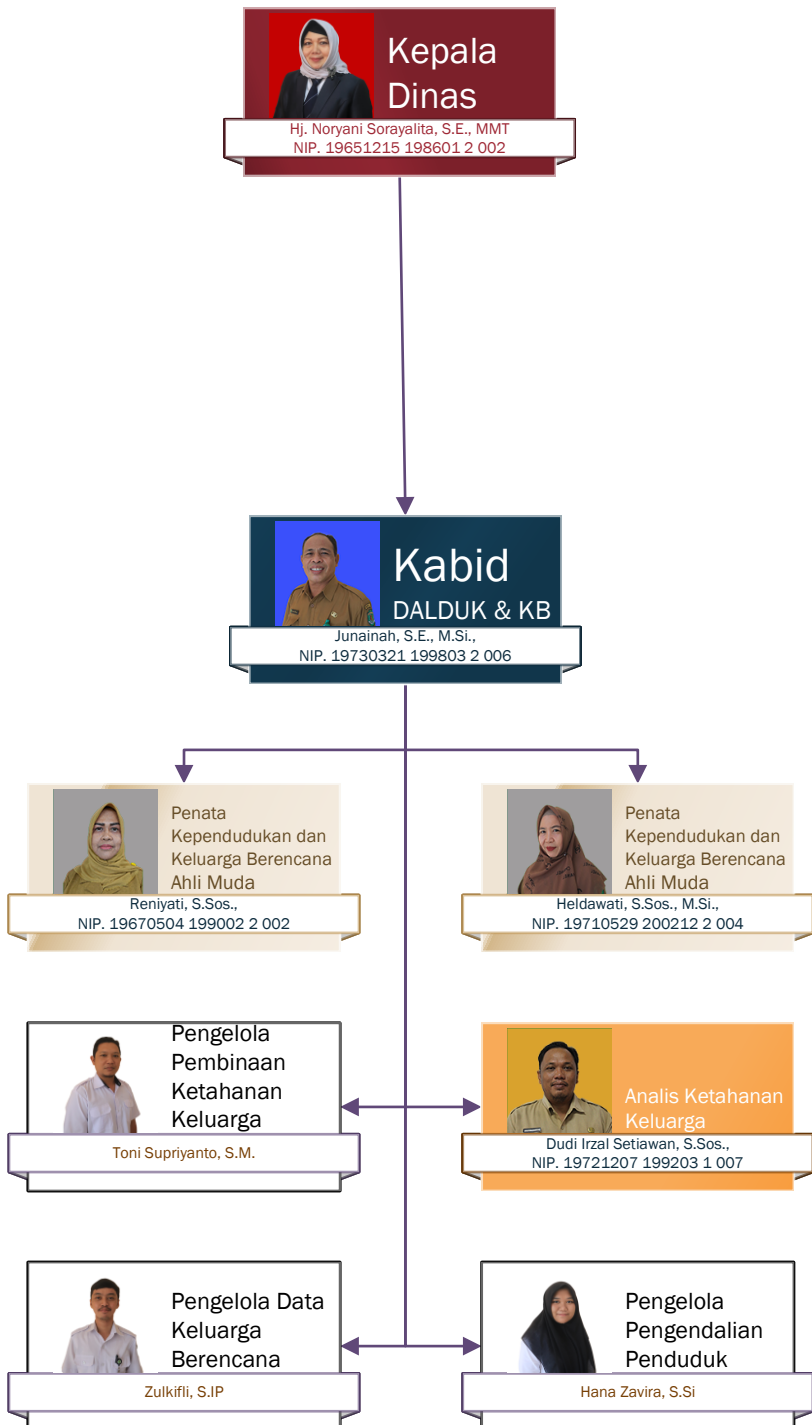 Kepala
Dinas
Hj. Noryani Sorayalita, S.E., MMT
NIP. 19651215 198601 2 002
Kabid
DALDUK & KB
Junainah, S.E., M.Si.,
NIP. 19730321 199803 2 006
Penata
Kependudukan dan
Keluarga Berencana
Ahli Muda
Reniyati, S.Sos.,
NIP. 19670504 199002 2 002
Penata
Kependudukan dan
Keluarga Berencana
Ahli Muda
Heldawati, S.Sos., M.Si.,
NIP. 19710529 200212 2 004
Pengelola
Pembinaan
Ketahanan
Keluarga
Toni Supriyanto, S.M.
Analis Ketahanan
Keluarga
Dudi Irzal Setiawan, S.Sos.,
NIP. 19721207 199203 1 007
Pengelola Data
Keluarga
Berencana
Zulkifli, S.IP
Pengelola
Pengendalian
Penduduk
Hana Zavira, S.Si